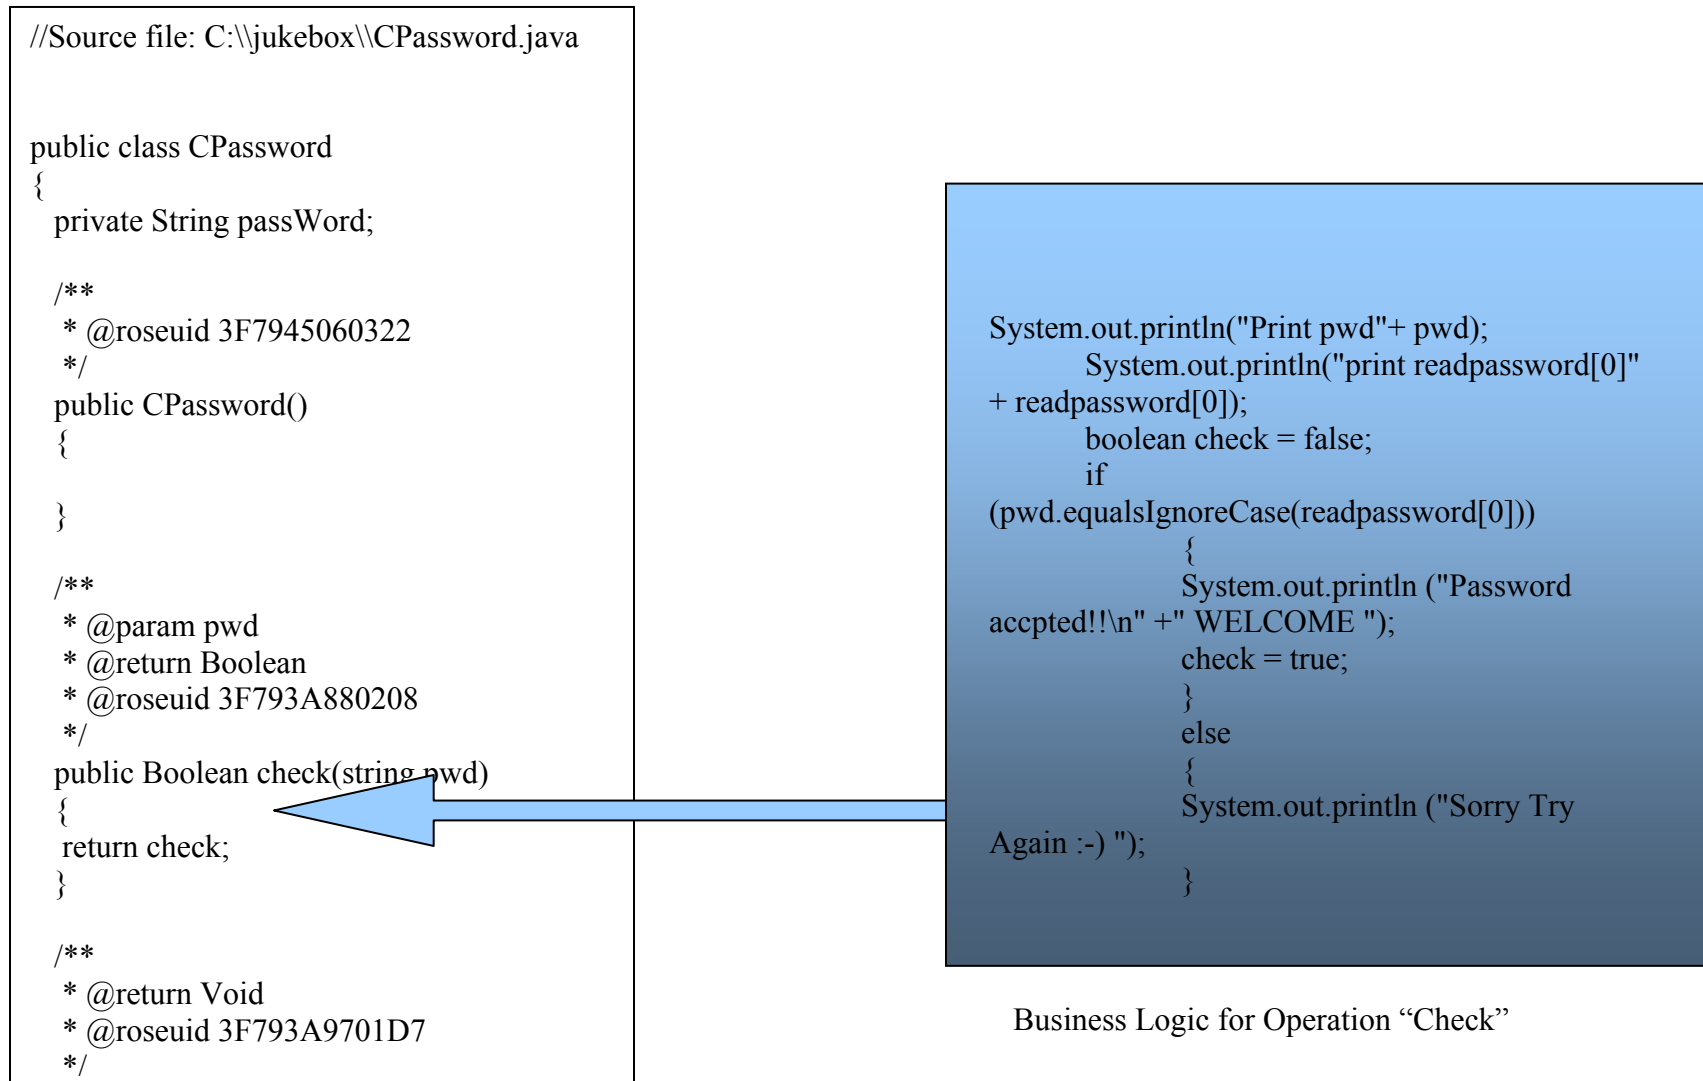 //Source file: C:\\jukebox\\CPassword.java
public class CPassword
{
private String passWord;
/**
* @roseuid 3F7945060322
*/
public CPassword()
{
}
/**
* @param pwd
* @return Boolean
* @roseuid 3F793A880208
*/
public Boolean check(string pwd)
{
return check;
}
/**
* @return Void
* @roseuid 3F793A9701D7
*/
System.out.println("Print pwd"+ pwd);
System.out.println("print readpassword[0]"
+ readpassword[0]);
boolean check = false;
if
(pwd.equalsIgnoreCase(readpassword[0]))
{
System.out.println ("Password
accpted!!\n" +" WELCOME ");
check = true;
}
else
{
System.out.println ("Sorry Try
Again :-) ");
}
Business Logic for Operation “Check”